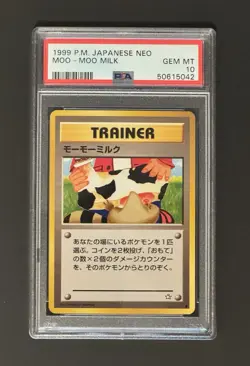 1999 P.M. JAPANESE NEO
MOO - MOO MILK
GEM MT
10
PSA
50615042
TRAINER
モーモーミルク
あなたの場にいるポケモンを1匹
選ぶ。コインを2枚投げ、「おもて」
の数×2個のダメージカウンター
を、そのポケモンからとりのぞく。